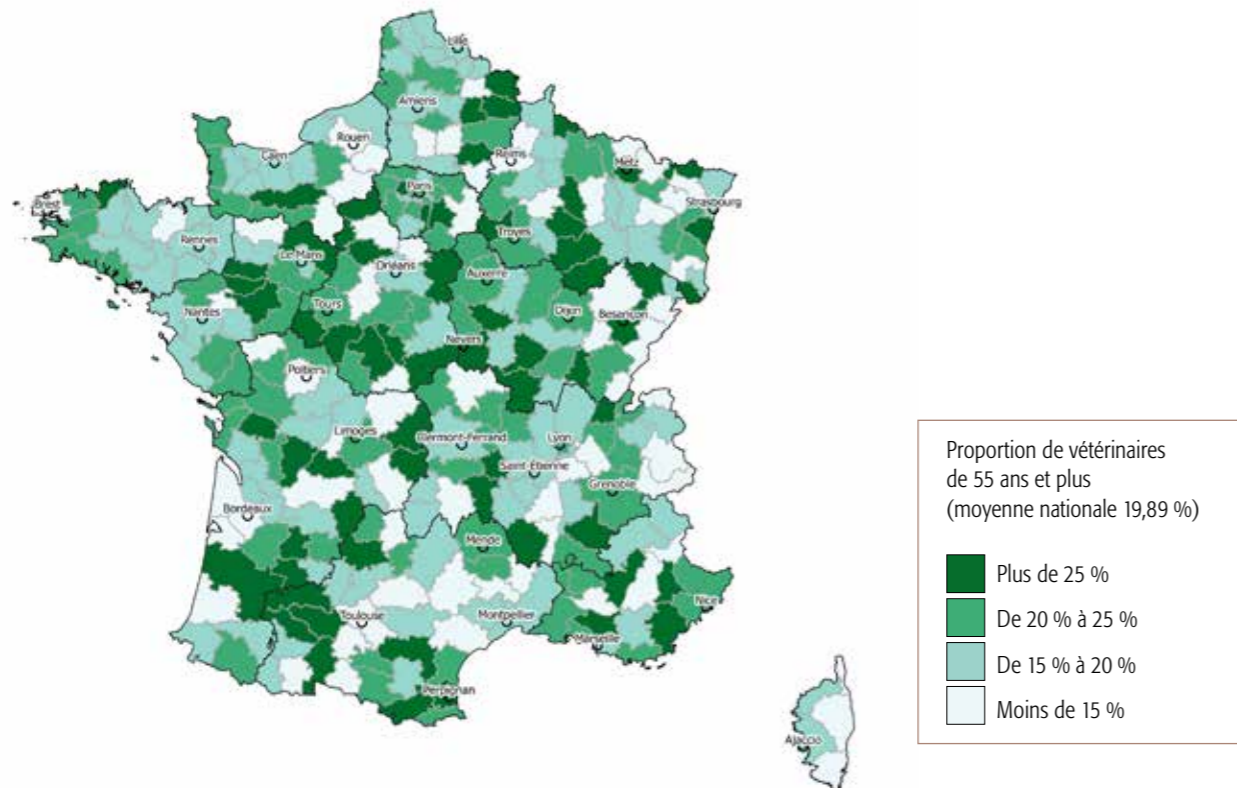 Lille
Amiens
Rouen
Caen
Reims
Metz
Paris
Strasbourg
Brest
Rennes
Troyes
Le Mans
Orléans
Auxerre
Nantes
Tours
Dijon
Besançon
Nevers
Poitiers
Limoges
Clermont-Ferrand
Lyon
Saint-Étienne
Grenoble
Bordeaux
Mende
Toulouse
Montpellier
Nice
Marseille
Perpignan
Ajaccio
Proportion de vétérinaires
de 55 ans et plus
(moyenne nationale 19,89 %)
Plus de 25 %
De 20 % à 25 %
De 15 % à 20 %
Moins de 15 %